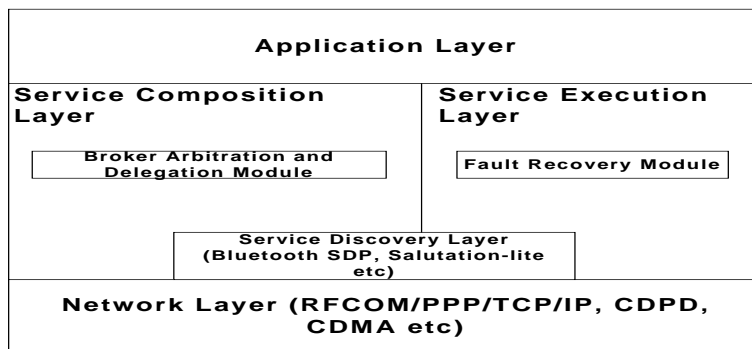 Application Layer
Service Composition
Layer
Service Execution
Layer
Broker Arbitration and
Delegation Module
Fault Recovery Module
Service Discovery Layer
(Bluetooth SDP, Salutation-lite
etc)
Network Layer (RFCOM/PPP/TCP/IP, CDPD,
CDMA etc)